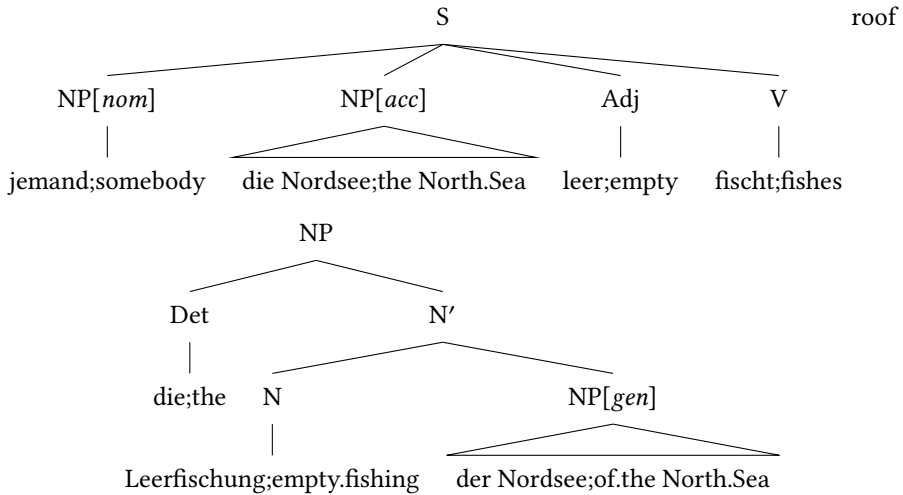 S roof
NP[nom] NP[acc] Adj V
jemand;somebody die Nordsee;the North.Sea leer;empty fischt;fishes
NP
Det N′
die;the N NP[gen]
Leerfischung;empty.fishing der Nordsee;of.the North.Sea